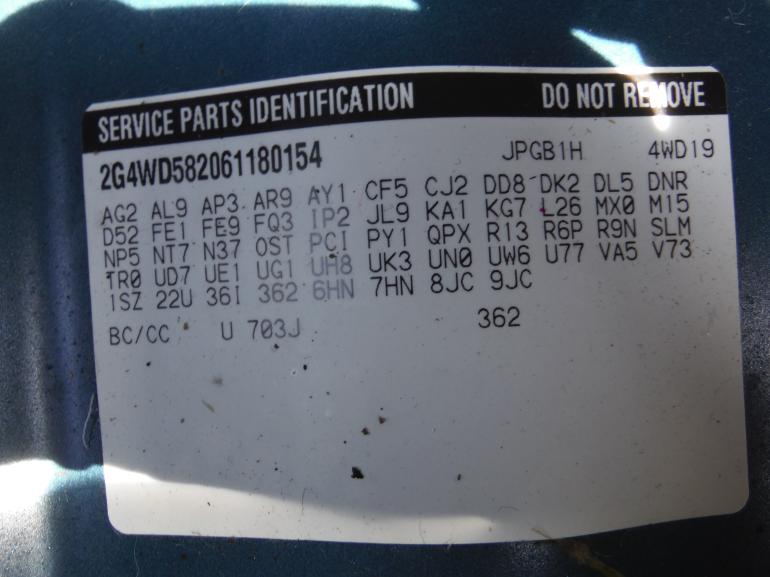 SERVICE PARTS IDENTIFICATION DO NOT REMOVE
2G4WD582061180154 JPGB1H 4WD19
AG2 AL9 AP3 AR9 AY1 CF5 CJ2 DD8 DK2 DL5 DNR
D52 FE1 FE9 FQ3 IP2 JL9 KA1 KG7 L26 MX0 M15
NP5 NT7 N37 OST PCI PY1 QPX R13 R6P R9N SLM
TR0 UD7 UE1 UG1 UH8 UK3 UN0 UW6 U77 VA5 V73
1SZ 22U 36I 362 6HN 7HN 8JC 9JC
BC/CC U 703J 362